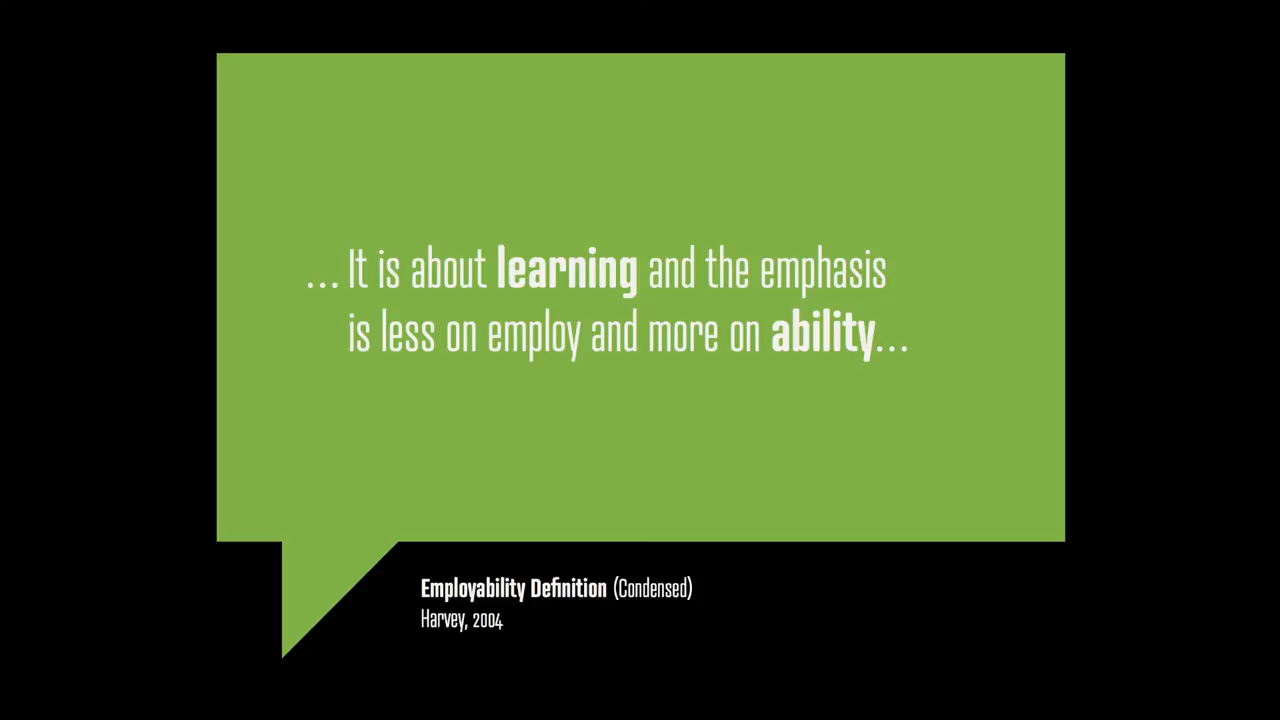 ... It is about learning and the emphasis
is less on employ and more on ability...
Employability Definition (Condensed)
Harvey, 2004